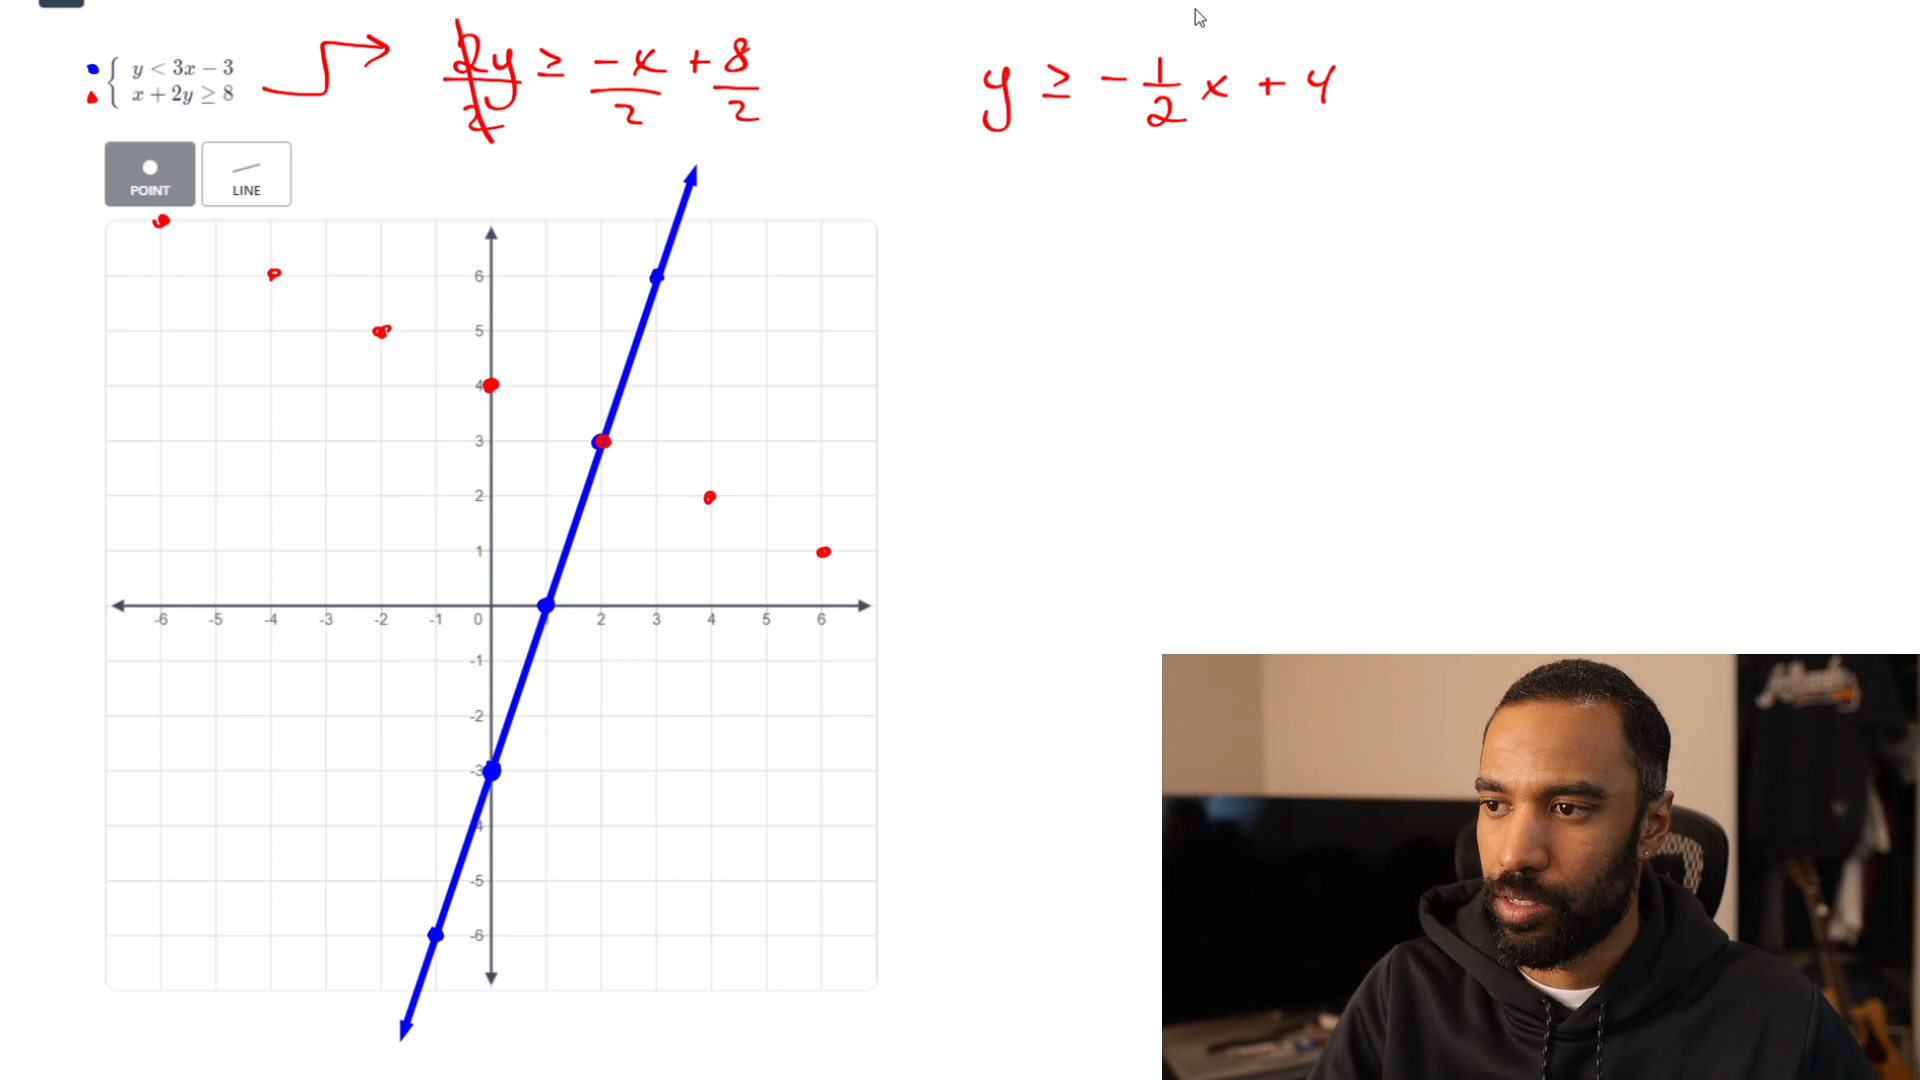 y < 3x − 3
x + 2y ≥ 8
2y/2 ≥ −x/2 + 8/2
y ≥ −1/2 x + 4
POINT
LINE
6
5
4
3
2
1
-6 -5 -4 -3 -2 -1 0 2 3 4 5 6
-1
-2
-3
4
-5
-6